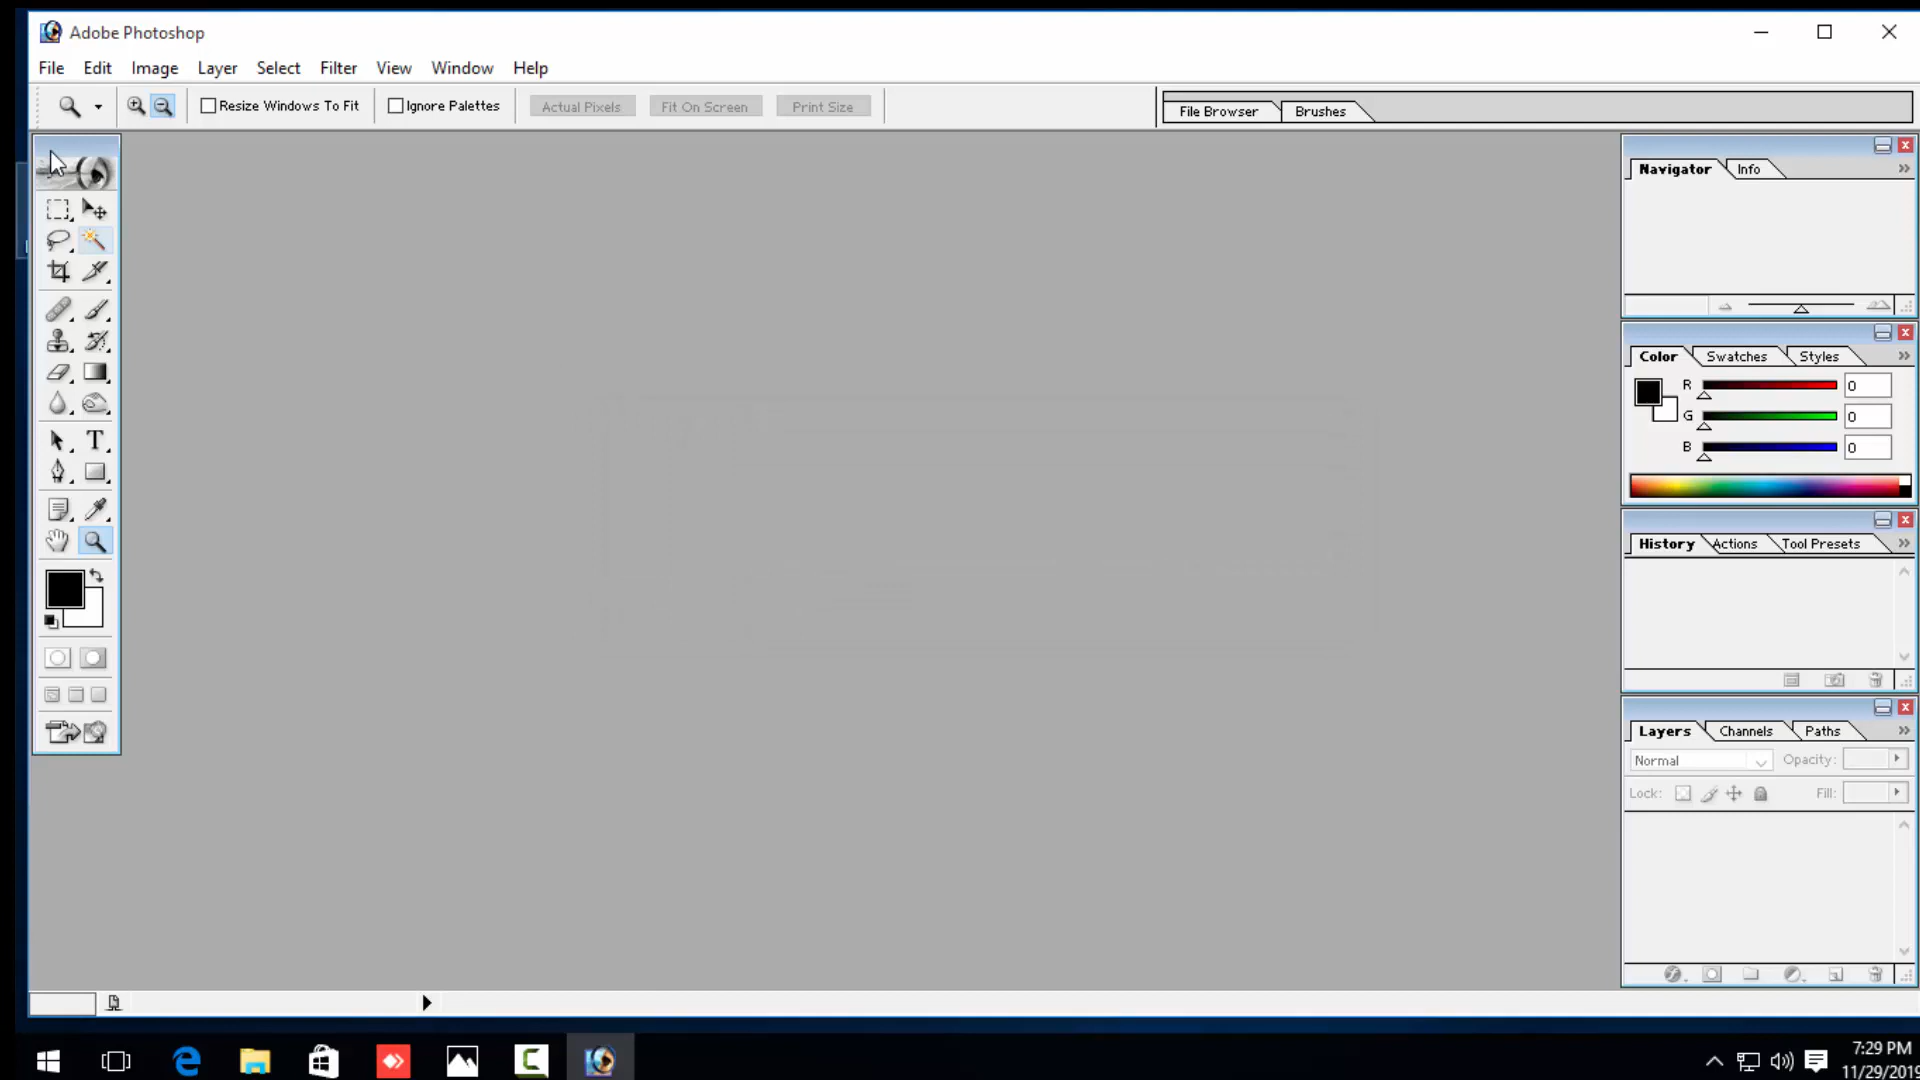 Adobe Photoshop
File Edit Image Layer Select Filter View Window Help
Resize Windows To Fit Ignore Palettes Actual Pixels Fit On Screen Print Size File Browser Brushes
Navigator Info
Color Swatches Styles
R 0
G 0
B 0
History Actions Tool Presets
T
Layers Channels Paths
Normal Opacity:
Lock: Fill:
7:29 PM
11/29/2019